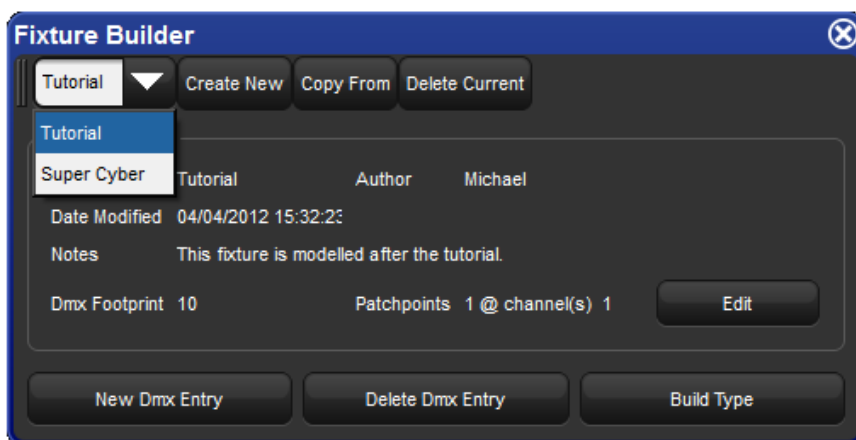 Fixture Builder
Tutorial Create New Copy From Delete Current
Tutorial
Super Cyber
Tutorial Author Michael
Date Modified 04/04/2012 15:32:23
Notes This fixture is modelled after the tutorial.
Dmx Footprint 10 Patchpoints 1 @ channel(s) 1 Edit
New Dmx Entry Delete Dmx Entry Build Type